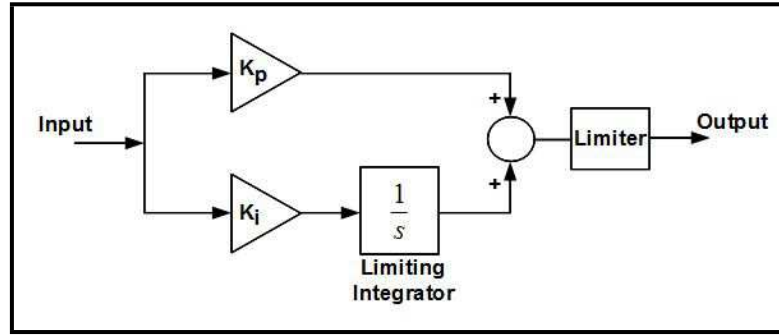 Kp
+
Input
Limiter
Output
+
Ki
1
s
Limiting
Integrator